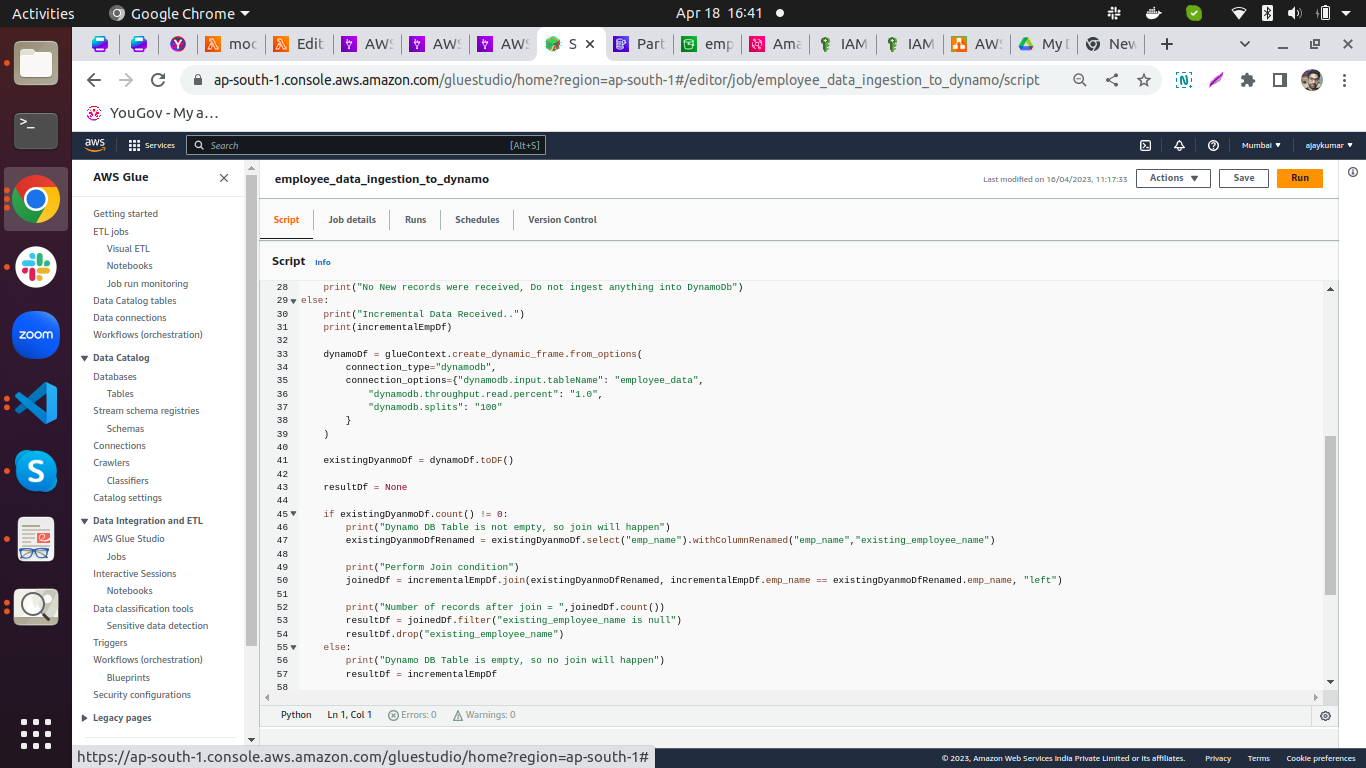 Activities
Google Chrome
Apr 18 16:41
moc
Edit
AWS
AWS
AWS
S
Part
emp
Ama
IAM
IAM
AWS
My D
New
ap-south-1.console.aws.amazon.com/gluestudio/home?region=ap-south-1#/editor/job/employee_data_ingestion_to_dynamo/script
YouGov - My a…
aws
Services
Search
[Alt+S]
Mumbai
ajaykumar
AWS Glue
Getting started
ETL jobs
Visual ETL
Notebooks
Job run monitoring
Data Catalog tables
Data connections
Workflows (orchestration)
Data Catalog
Databases
Tables
Stream schema registries
Schemas
Connections
Crawlers
Classifiers
Catalog settings
Data Integration and ETL
AWS Glue Studio
Jobs
Interactive Sessions
Notebooks
Data classification tools
Sensitive data detection
Triggers
Workflows (orchestration)
Blueprints
Security configurations
Legacy pages
employee_data_ingestion_to_dynamo
Last modified on 16/04/2023, 11:17:33
Actions
Save
Run
Script
Job details
Runs
Schedules
Version Control
Script Info
28 print("No New records were received, Do not ingest anything into DynamoDb")
29 else:
30 print("Incremental Data Received..")
31 print(incrementalEmpDf)
32
33 dynamoDf = glueContext.create_dynamic_frame.from_options(
34 connection_type="dynamodb",
35 connection_options={"dynamodb.input.tableName": "employee_data",
36 "dynamodb.throughput.read.percent": "1.0",
37 "dynamodb.splits": "100"
38 }
39 )
40
41 existingDyanmoDf = dynamoDf.toDF()
42
43 resultDf = None
44
45 if existingDyanmoDf.count() != 0:
46 print("Dynamo DB Table is not empty, so join will happen")
47 existingDyanmoDfRenamed = existingDyanmoDf.select("emp_name").withColumnRenamed("emp_name","existing_employee_name")
48
49 print("Perform Join condition")
50 joinedDf = incrementalEmpDf.join(existingDyanmoDfRenamed, incrementalEmpDf.emp_name == existingDyanmoDfRenamed.emp_name, "left")
51
52 print("Number of records after join = ",joinedDf.count())
53 resultDf = joinedDf.filter("existing_employee_name is null")
54 resultDf.drop("existing_employee_name")
55 else:
56 print("Dynamo DB Table is empty, so no join will happen")
57 resultDf = incrementalEmpDf
58
Python
Ln 1, Col 1
Errors: 0
Warnings: 0
zoom
https://ap-south-1.console.aws.amazon.com/gluestudio/home?region=ap-south-1#
© 2023, Amazon Web Services India Private Limited or its affiliates.
Privacy
Terms
Cookie preferences